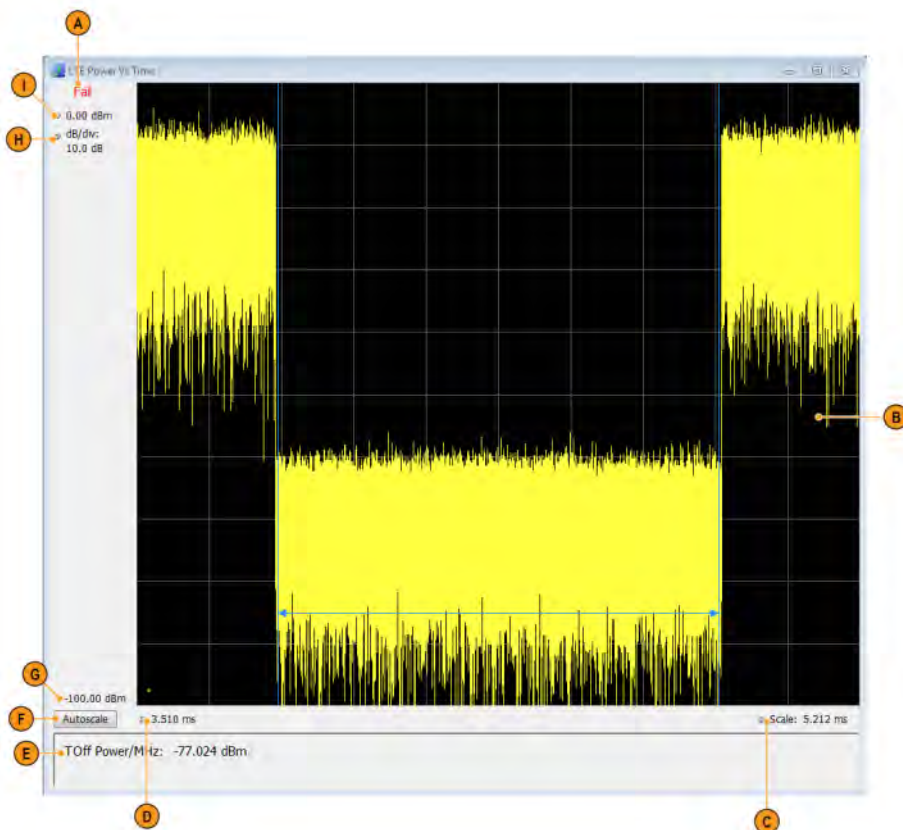 A
LTE Power Vs Time
Fail
I
0.00 dBm
H
dB/div:
10.0 dB
B
G
-100.00 dBm
F
Autoscale
3.510 ms
Scale: 5.212 ms
E
TOff Power/MHz: -77.024 dBm
D
C